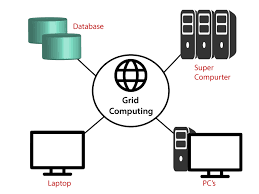 Database
Super
Compurter
Grid
Computing
Laptop
PC's